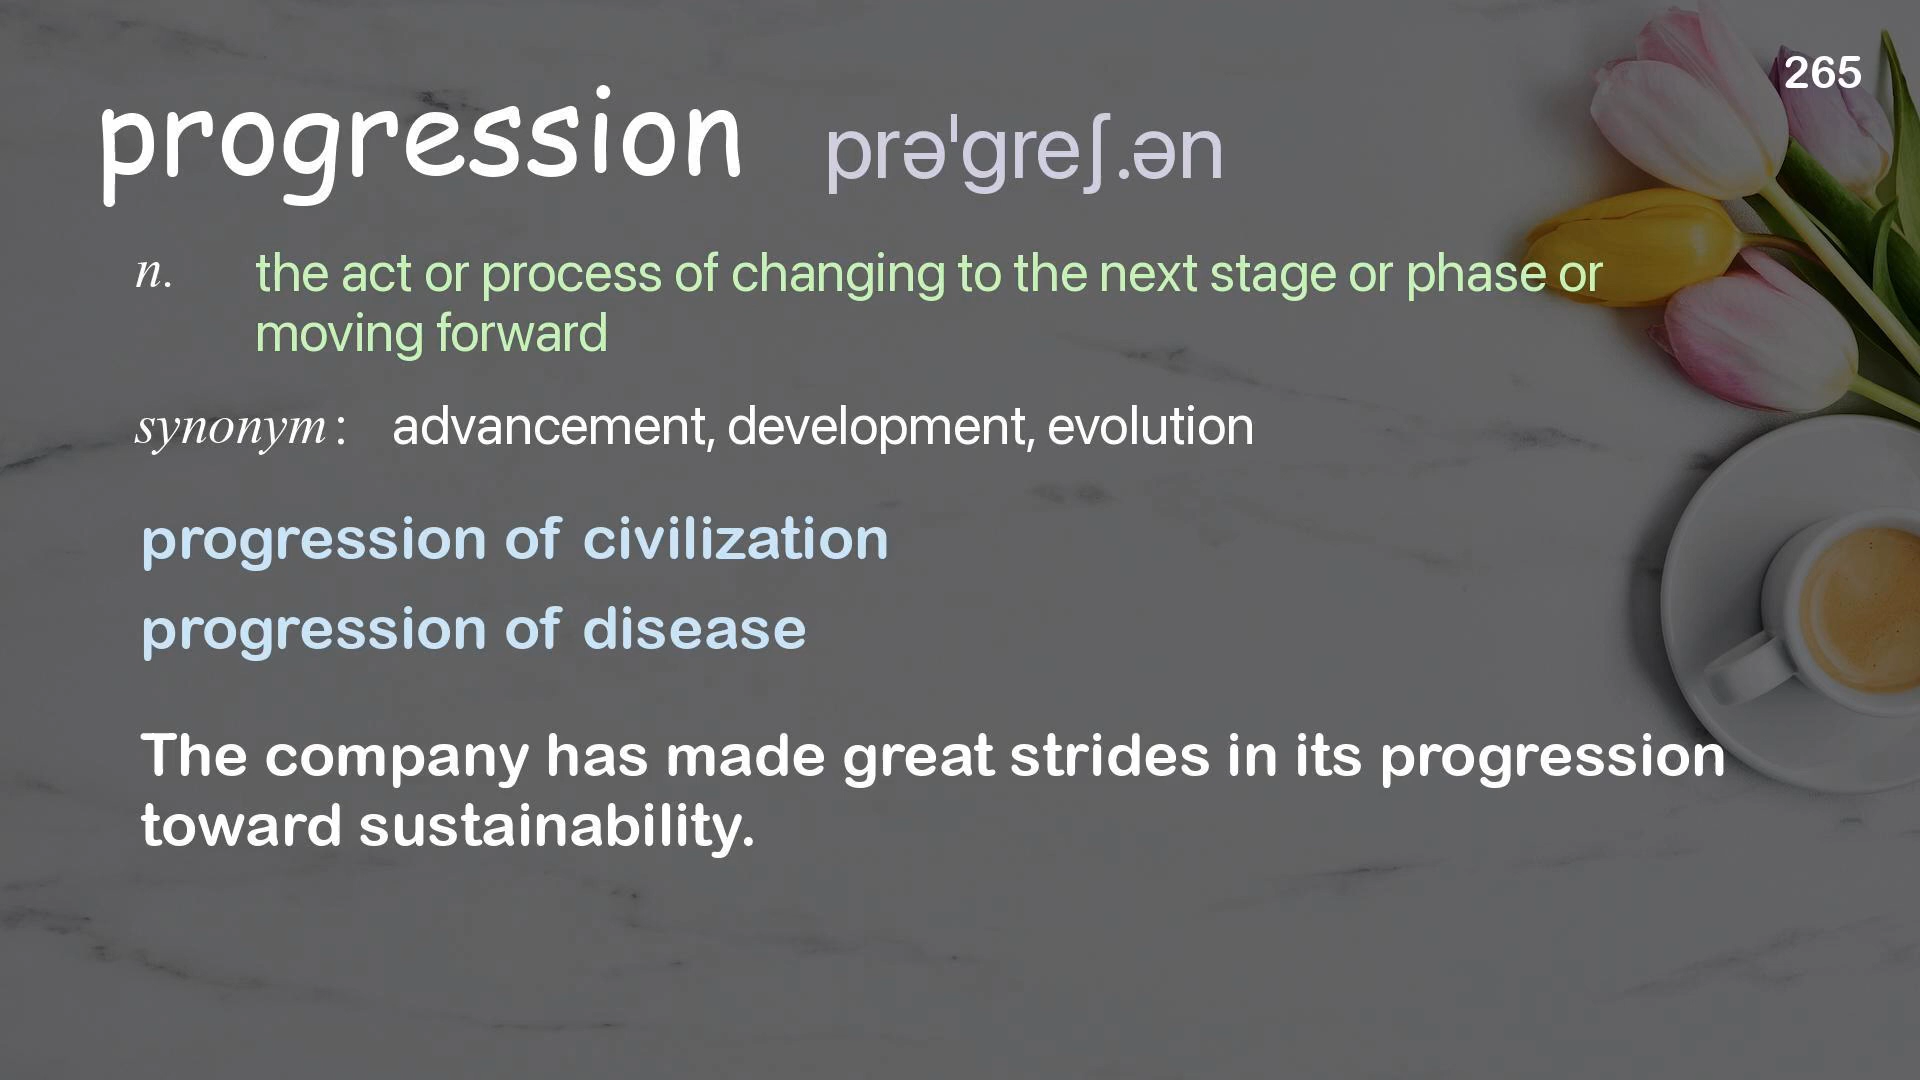 265
progression prəˈɡreʃ.ən
n. the act or process of changing to the next stage or phase or
moving forward
synonym : advancement, development, evolution
progression of civilization
progression of disease
The company has made great strides in its progression
toward sustainability.